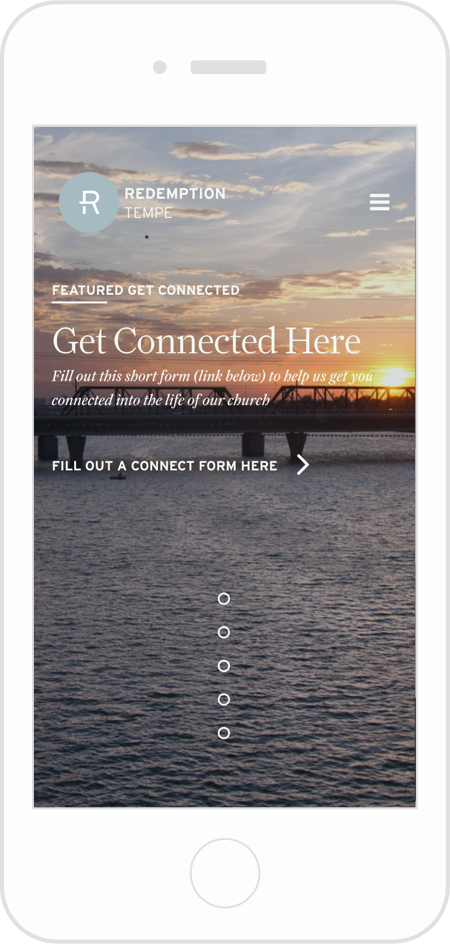 R
REDEMPTION
TEMPE
FEATURED GET CONNECTED
Get Connected Here
Fill out this short form (link below) to help us get you
connected into the life of our church
FILL OUT A CONNECT FORM HERE